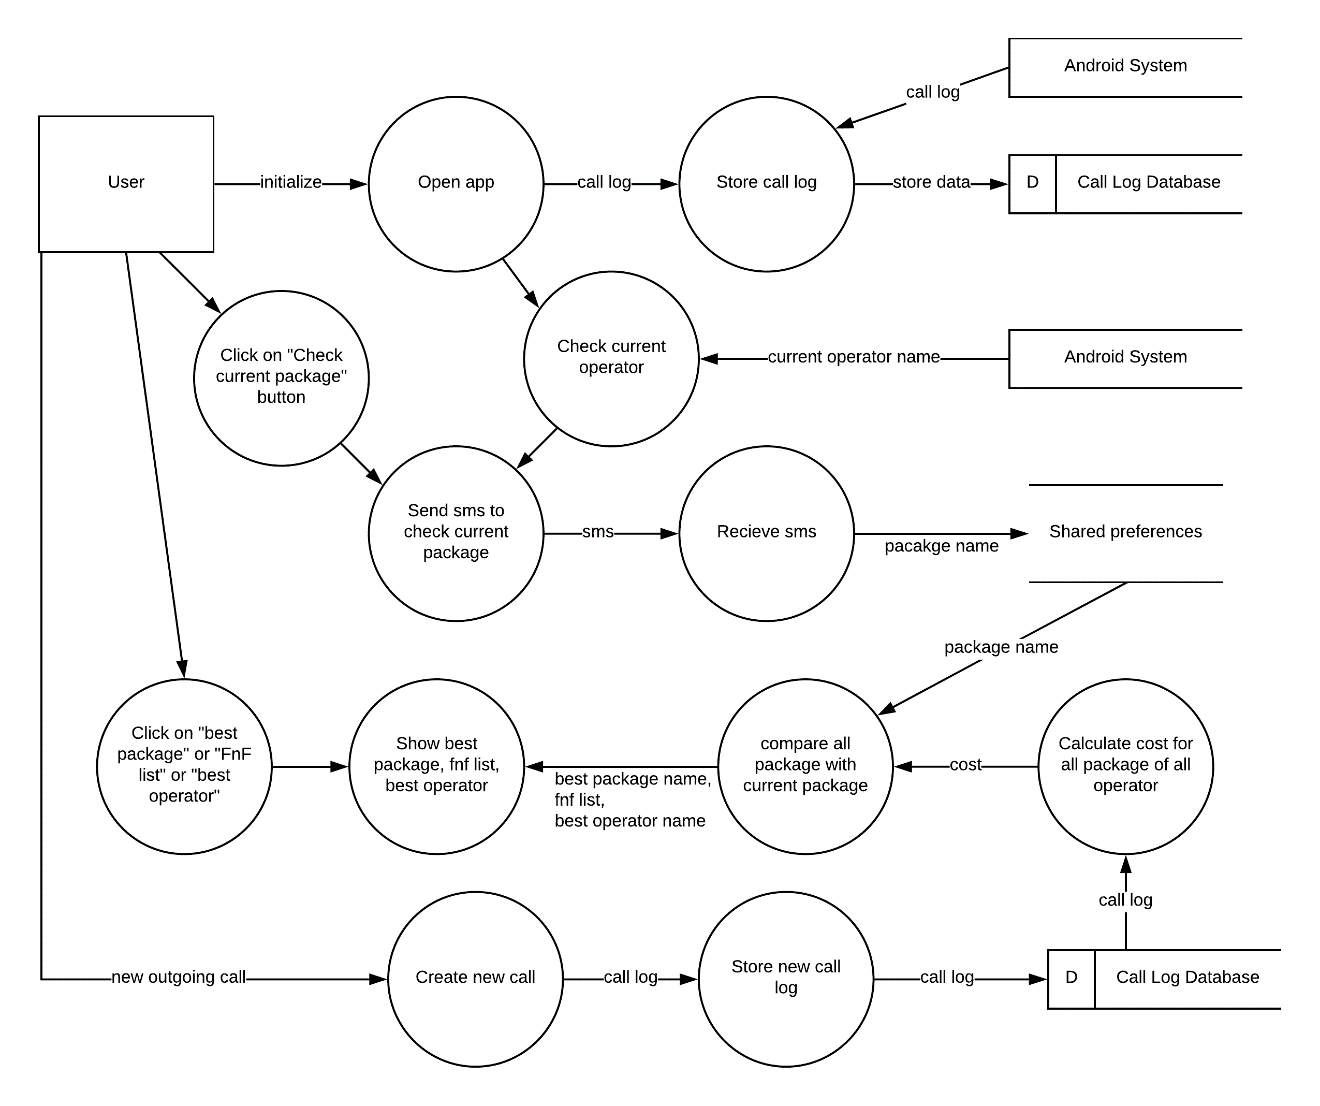 Android System
call log
User
initialize
Open app
call log
Store call log
store data
D
Call Log Database
Click on "Check
current package"
button
Check current
operator
current operator name
Android System
Send sms to
check current
package
sms
Recieve sms
pacakge name
Shared preferences
package name
Click on "best
package" or "FnF
list" or "best
operator"
Show best
package, fnf list,
best operator
best package name,
fnf list,
best operator name
compare all
package with
current package
cost
Calculate cost for
all package of all
operator
call log
new outgoing call
Create new call
call log
Store new call
log
call log
D
Call Log Database